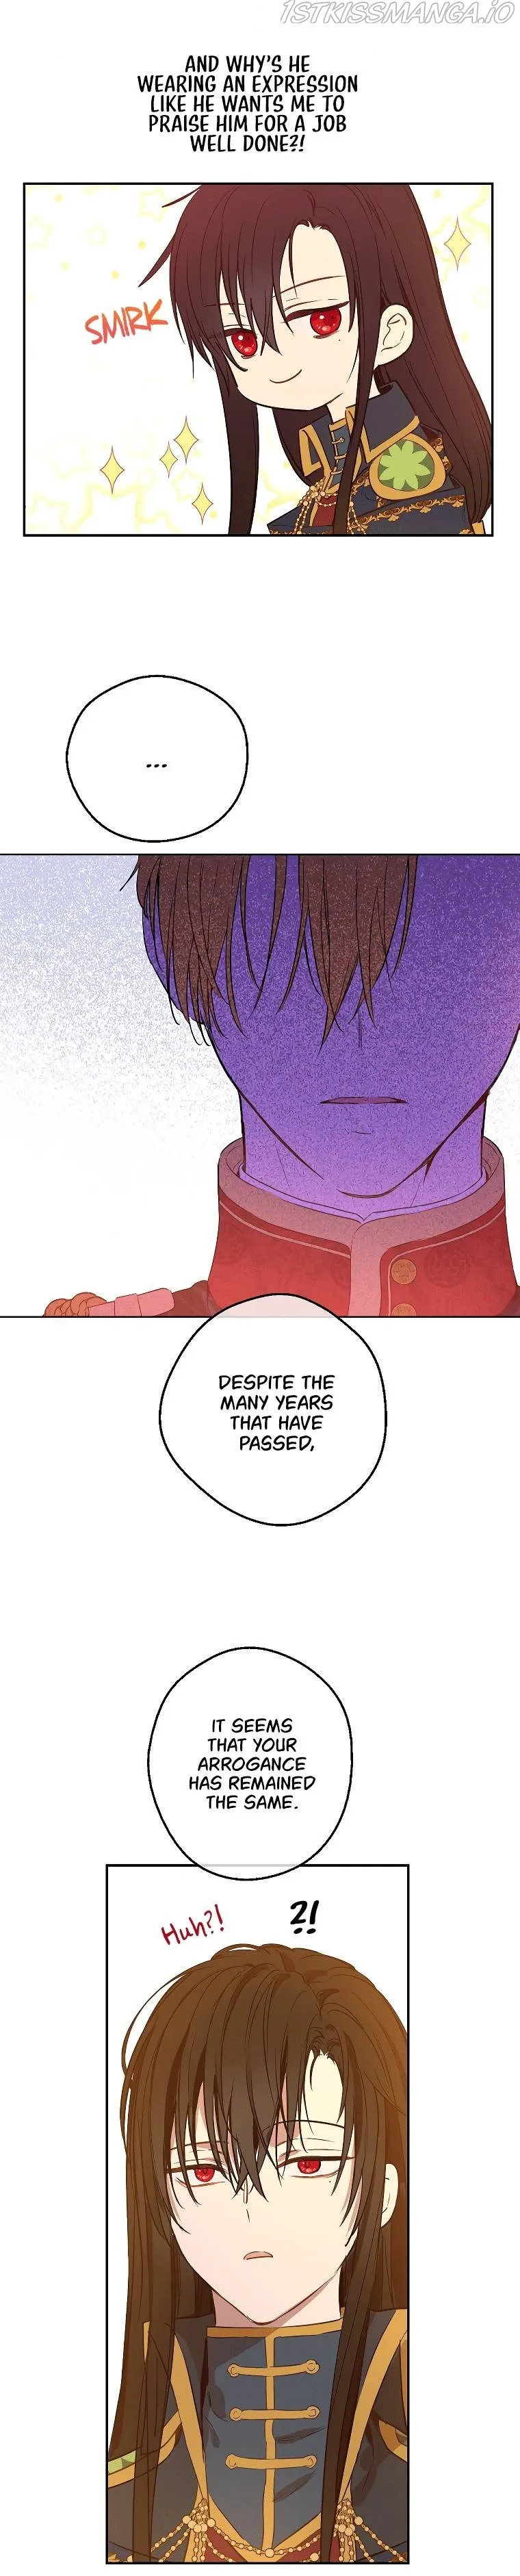 1STKISSMANGA.IO
AND WHY'S HE
WEARING AN EXPRESSION
LIKE HE WANTS ME TO
PRAISE HIM FOR A JOB
WELL DONE?!
SMIRK
...
DESPITE THE
MANY YEARS
THAT HAVE
PASSED,
IT SEEMS
THAT YOUR
ARROGANCE
HAS REMAINED
THE SAME.
Huh?!
?!